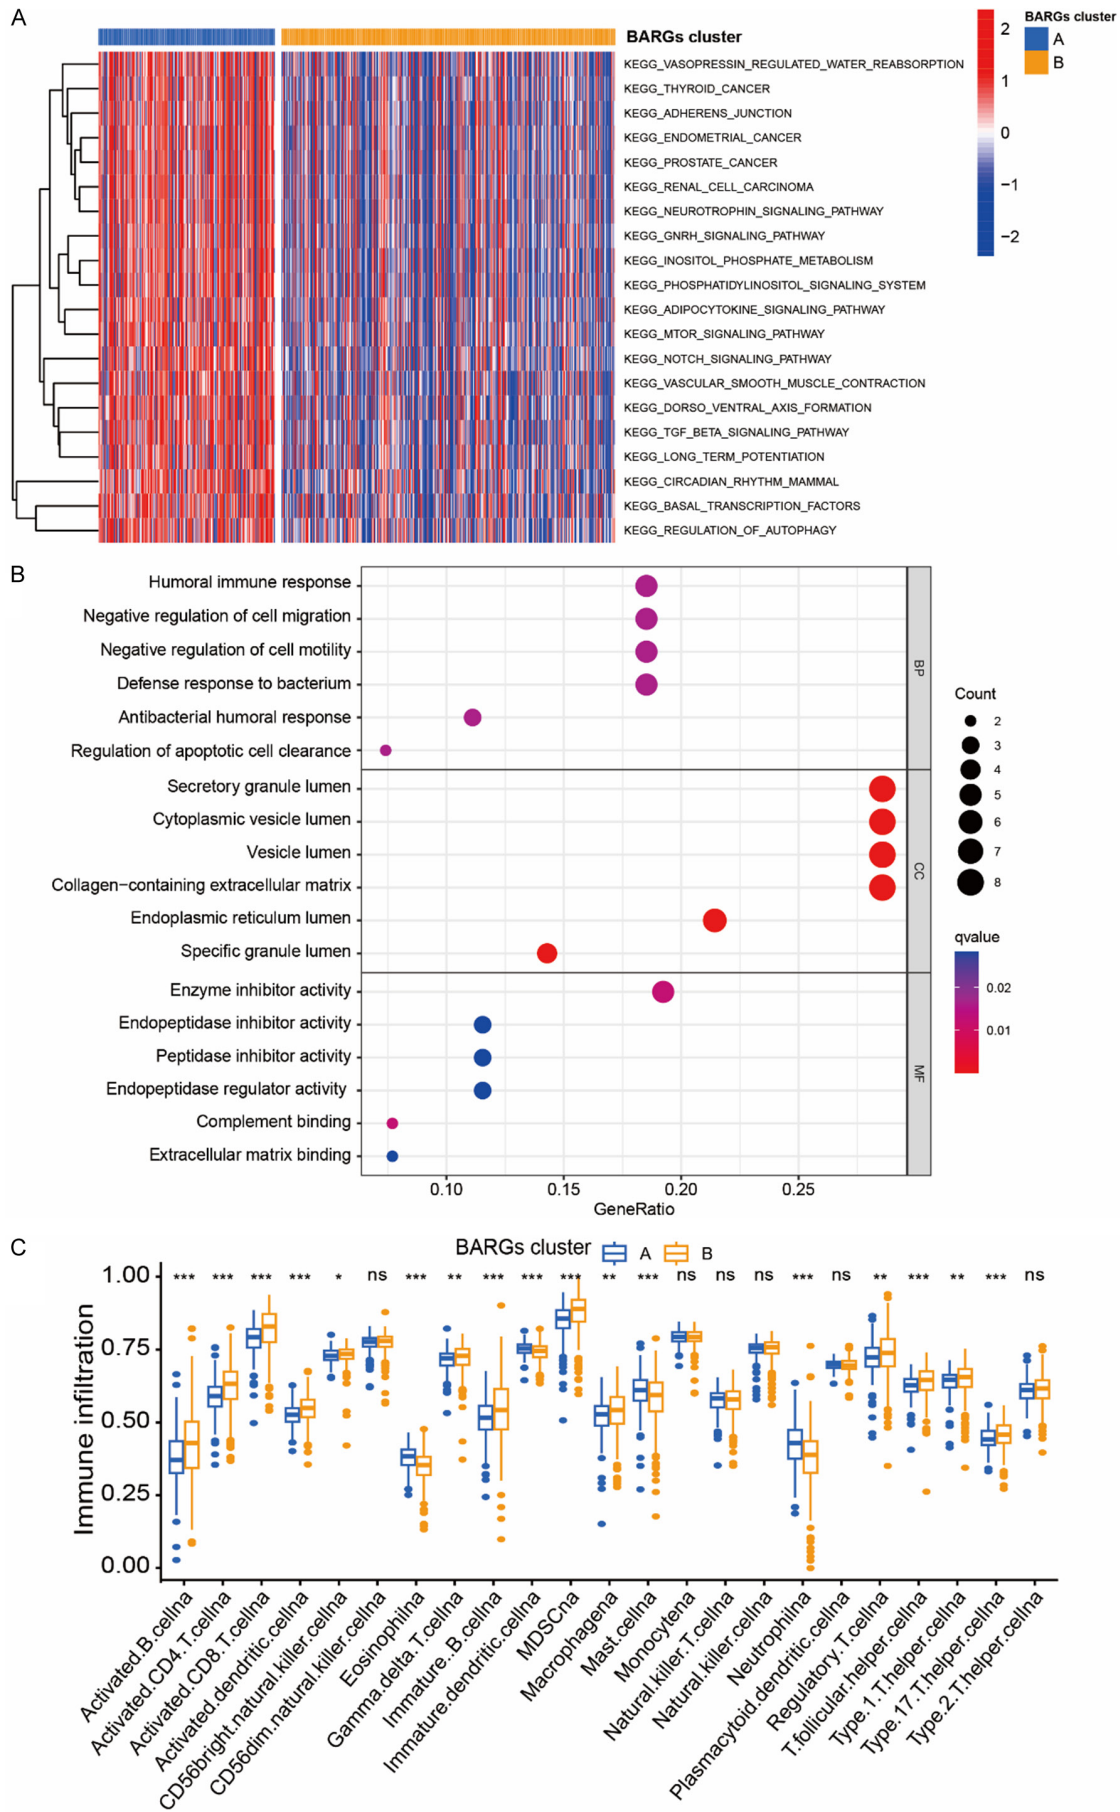 A
BARGs cluster
2
1
0
−1
−2
BARGs cluster
A
B
KEGG_VASOPRESSIN_REGULATED_WATER_REABSORPTION
KEGG_THYROID_CANCER
KEGG_ADHERENS_JUNCTION
KEGG_ENDOMETRIAL_CANCER
KEGG_PROSTATE_CANCER
KEGG_RENAL_CELL_CARCINOMA
KEGG_NEUROTROPHIN_SIGNALING_PATHWAY
KEGG_GNRH_SIGNALING_PATHWAY
KEGG_INOSITOL_PHOSPHATE_METABOLISM
KEGG_PHOSPHATIDYLINOSITOL_SIGNALING_SYSTEM
KEGG_ADIPOCYTOKINE_SIGNALING_PATHWAY
KEGG_MTOR_SIGNALING_PATHWAY
KEGG_NOTCH_SIGNALING_PATHWAY
KEGG_VASCULAR_SMOOTH_MUSCLE_CONTRACTION
KEGG_DORSO_VENTRAL_AXIS_FORMATION
KEGG_TGF_BETA_SIGNALING_PATHWAY
KEGG_LONG_TERM_POTENTIATION
KEGG_CIRCADIAN_RHYTHM_MAMMAL
KEGG_BASAL_TRANSCRIPTION_FACTORS
KEGG_REGULATION_OF_AUTOPHAGY
B
Humoral immune response
Negative regulation of cell migration
Negative regulation of cell motility
Defense response to bacterium
Antibacterial humoral response
Regulation of apoptotic cell clearance
BP
Secretory granule lumen
Cytoplasmic vesicle lumen
Vesicle lumen
Collagen−containing extracellular matrix
Endoplasmic reticulum lumen
Specific granule lumen
CC
Enzyme inhibitor activity
Endopeptidase inhibitor activity
Peptidase inhibitor activity
Endopeptidase regulator activity
Complement binding
Extracellular matrix binding
MF
0.10 0.15 0.20 0.25
GeneRatio
Count
2
3
4
5
6
7
8
qvalue
0.02
0.01
C
BARGs cluster A B
*** *** *** *** * ns *** ** *** *** *** ** *** ns ns ns *** ns ** *** ** *** ns
Immune infiltration
1.00
0.75
0.50
0.25
0.00
Activated.B.cellna
Activated.CD4.T.cellna
Activated.CD8.T.cellna
Activated.dendritic.cellna
CD56bright.natural.killer.cellna
CD56dim.natural.killer.cellna
Eosinophilna
Gamma.delta.T.cellna
Immature.B.cellna
Immature.dendritic.cellna
MDSCna
Macrophagena
Mast.cellna
Monocytena
Natural.killer.T.cellna
Natural.killer.cellna
Neutrophilna
Plasmacytoid.dendritic.cellna
Regulatory.T.cellna
T.follicular.helper.cellna
Type.1.T.helper.cellna
Type.17.T.helper.cellna
Type.2.T.helper.cellna